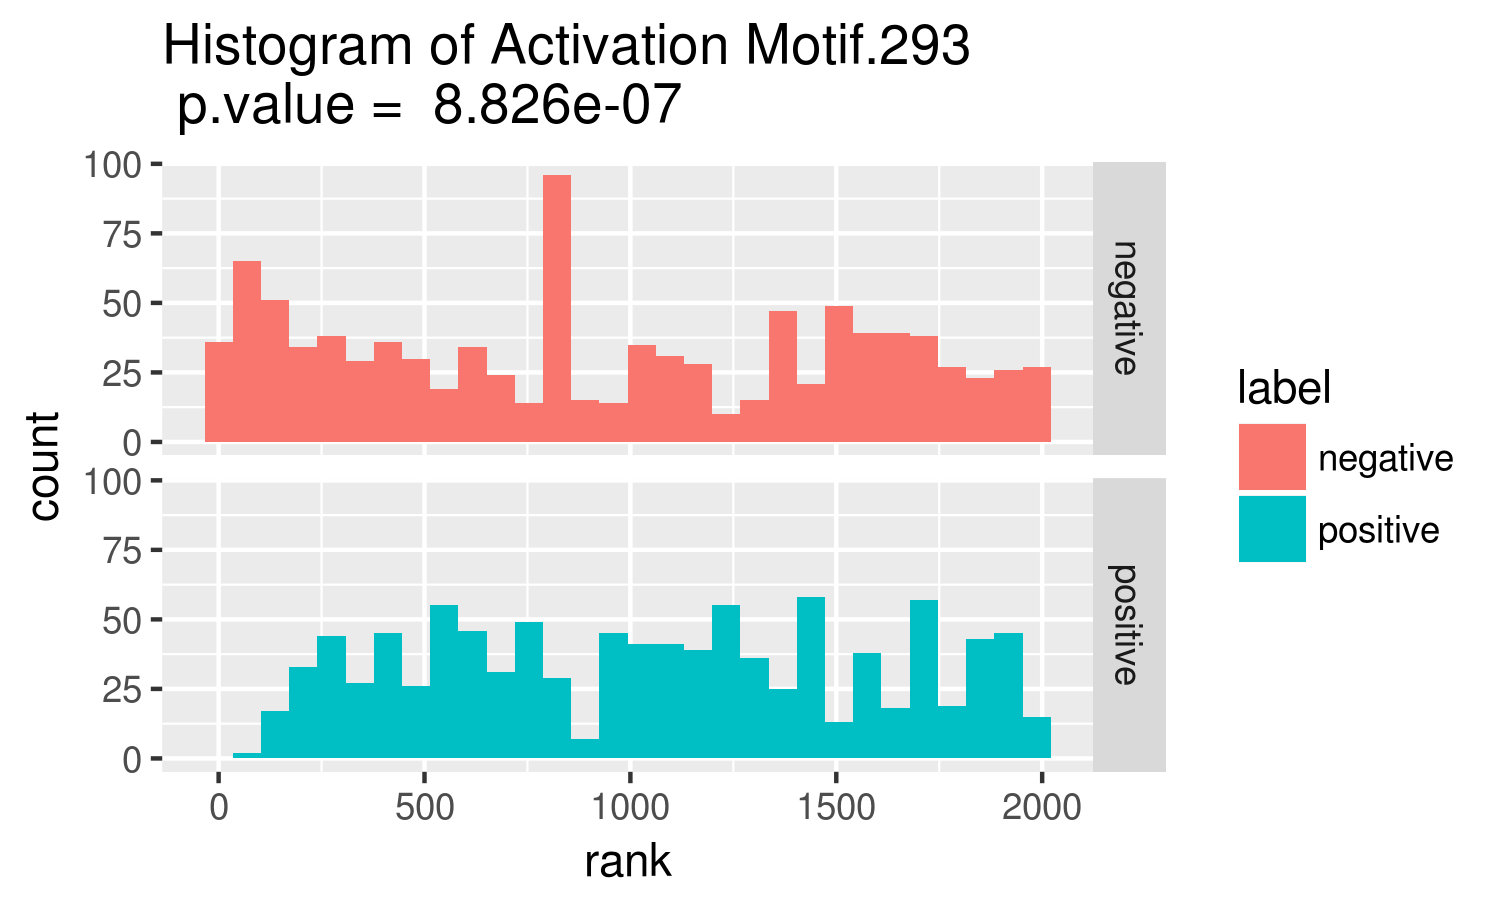 Histogram of Activation Motif.293
p.value = 8.826e-07
100
75
50
25
0
negative
100
75
50
25
0
positive
0 500 1000 1500 2000
rank
count
label
negative
positive